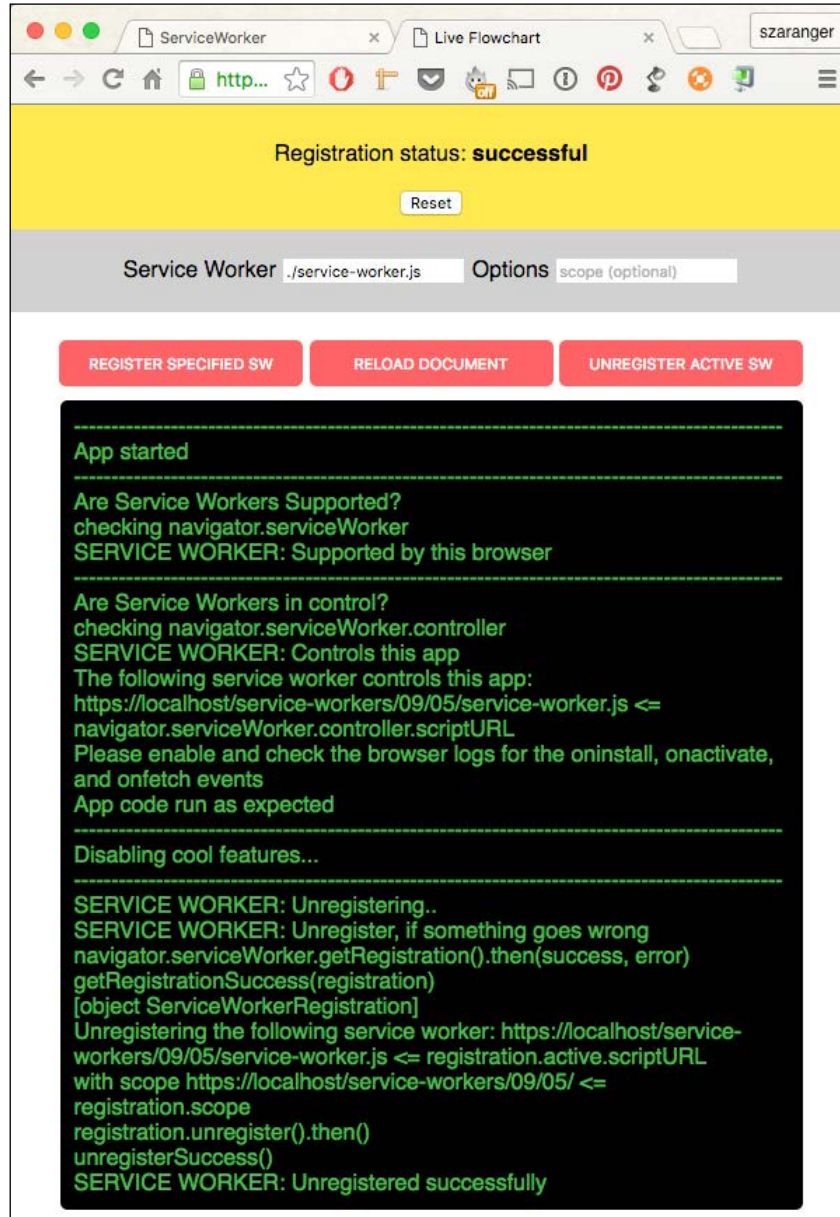 ServiceWorker
Live Flowchart
szaranger
http...
off
Registration status: successful
Reset
Service Worker ./service-worker.js Options scope (optional)
REGISTER SPECIFIED SW RELOAD DOCUMENT UNREGISTER ACTIVE SW
--------------------------------------------------------------------------------
App started
--------------------------------------------------------------------------------
Are Service Workers Supported?
checking navigator.serviceWorker
SERVICE WORKER: Supported by this browser
--------------------------------------------------------------------------------
Are Service Workers in control?
checking navigator.serviceWorker.controller
SERVICE WORKER: Controls this app
The following service worker controls this app:
https://localhost/service-workers/09/05/service-worker.js <=
navigator.serviceWorker.controller.scriptURL
Please enable and check the browser logs for the oninstall, onactivate,
and onfetch events
App code run as expected
--------------------------------------------------------------------------------
Disabling cool features...
--------------------------------------------------------------------------------
SERVICE WORKER: Unregistering..
SERVICE WORKER: Unregister, if something goes wrong
navigator.serviceWorker.getRegistration().then(success, error)
getRegistrationSuccess(registration)
[object ServiceWorkerRegistration]
Unregistering the following service worker: https://localhost/service-
workers/09/05/service-worker.js <= registration.active.scriptURL
with scope https://localhost/service-workers/09/05/ <=
registration.scope
registration.unregister().then()
unregisterSuccess()
SERVICE WORKER: Unregistered successfully